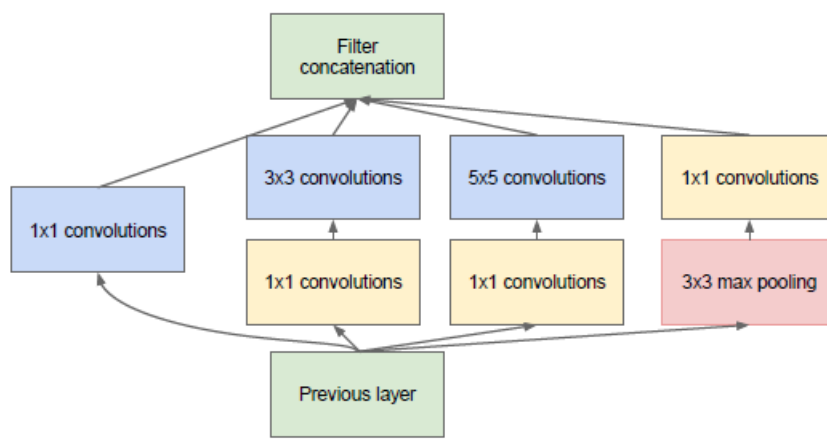 Filter
concatenation
3x3 convolutions
5x5 convolutions
1x1 convolutions
1x1 convolutions
1x1 convolutions
1x1 convolutions
3x3 max pooling
Previous layer